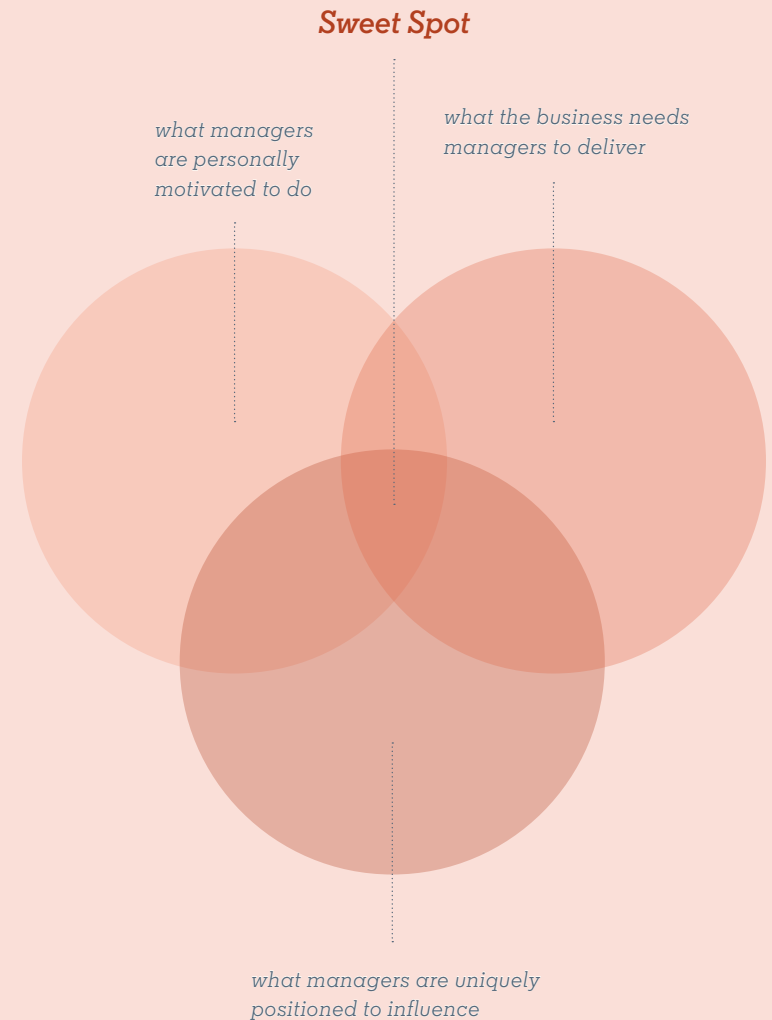 Sweet Spot
what managers
are personally
motivated to do
what the business needs
managers to deliver
what managers are uniquely
positioned to influence